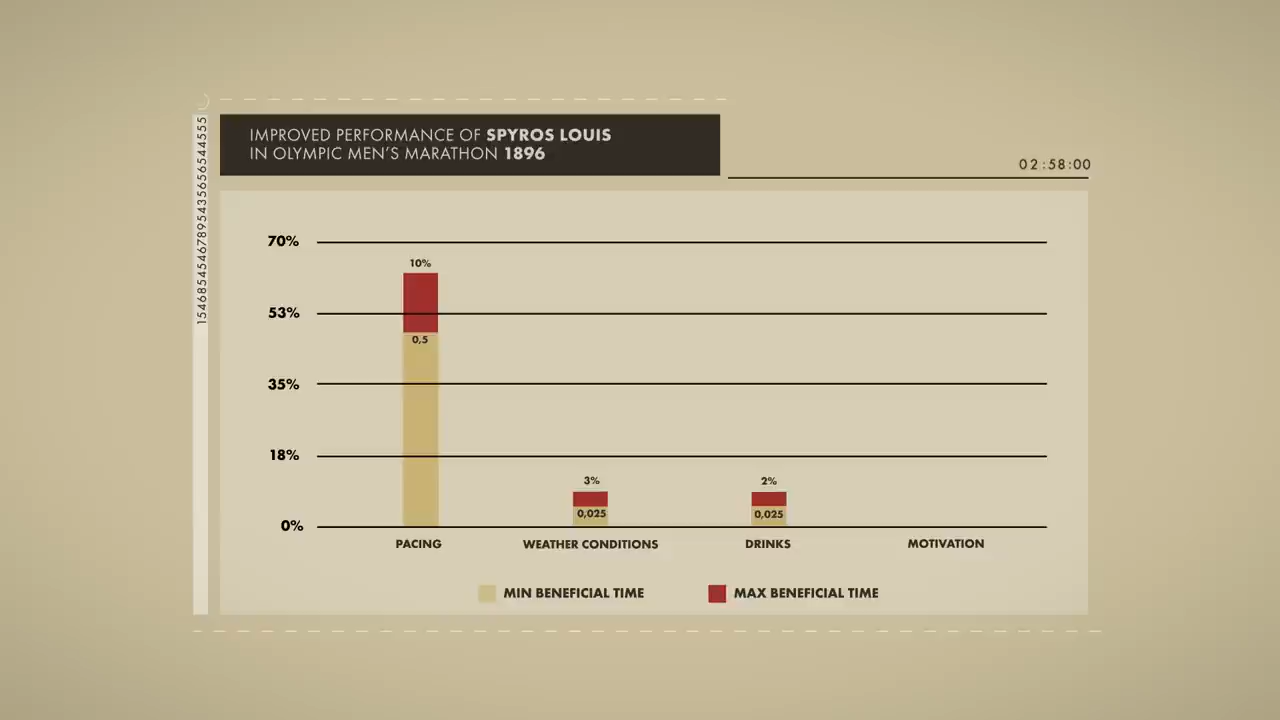 IMPROVED PERFORMANCE OF SPYROS LOUIS
IN OLYMPIC MEN'S MARATHON 1896
02:58:00
15468545467895435656544555
70%
53%
35%
18%
0%
10%
0,5
3%
0,025
2%
0,025
PACING
WEATHER CONDITIONS
DRINKS
MOTIVATION
MIN BENEFICIAL TIME
MAX BENEFICIAL TIME